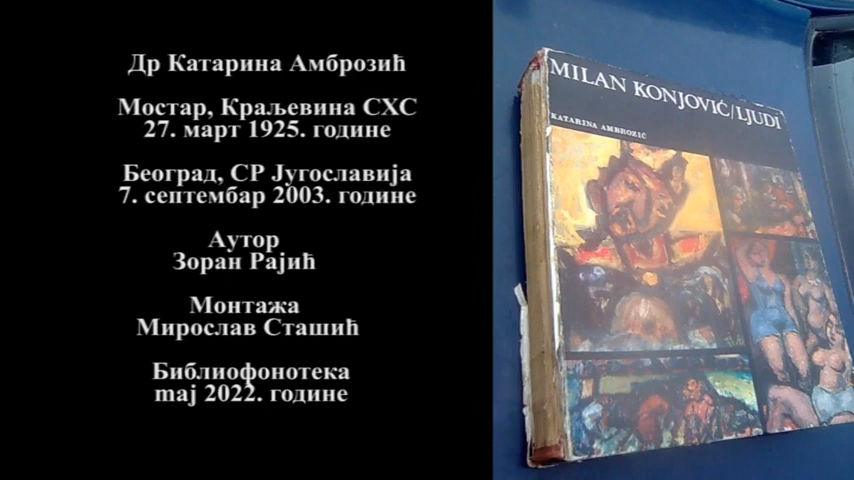 Др Катарина Амброзић
Мостар, Краљевина СХС
27. март 1925. године
Београд, СР Југославија
7. септембар 2003. године
Аутор
Зоран Рајић
Монтажа
Мирослав Сташић
Библиофонотека
maj 2022. године
MILAN KONJOVIĆ/LJUDI
KATARINA AMBROZIĆ